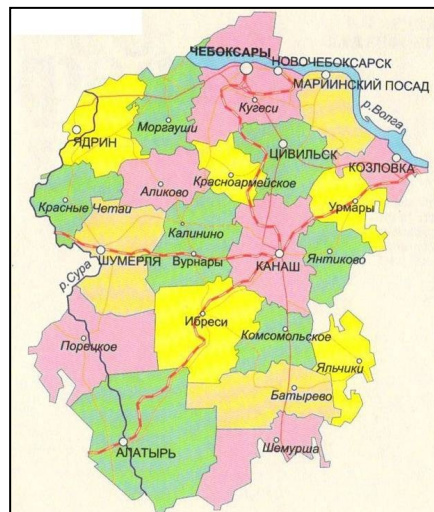 ЧЕБОКСАРЫ
НОВОЧЕБОКСАРСК
МАРИИНСКИЙ ПОСАД
р.Волга
Кугеси
Моргауши
ЯДРИН
ЦИВИЛЬСК
КОЗЛОВКА
Красноармейское
Аликово
Красные Четаи
Урмары
Калинино
ШУМЕРЛЯ
Вурнары
КАНАШ
Янтиково
р.Сура
Ибреси
Комсомольское
Порецкое
Яльчики
Батырево
АЛАТЫРЬ
Шемурша